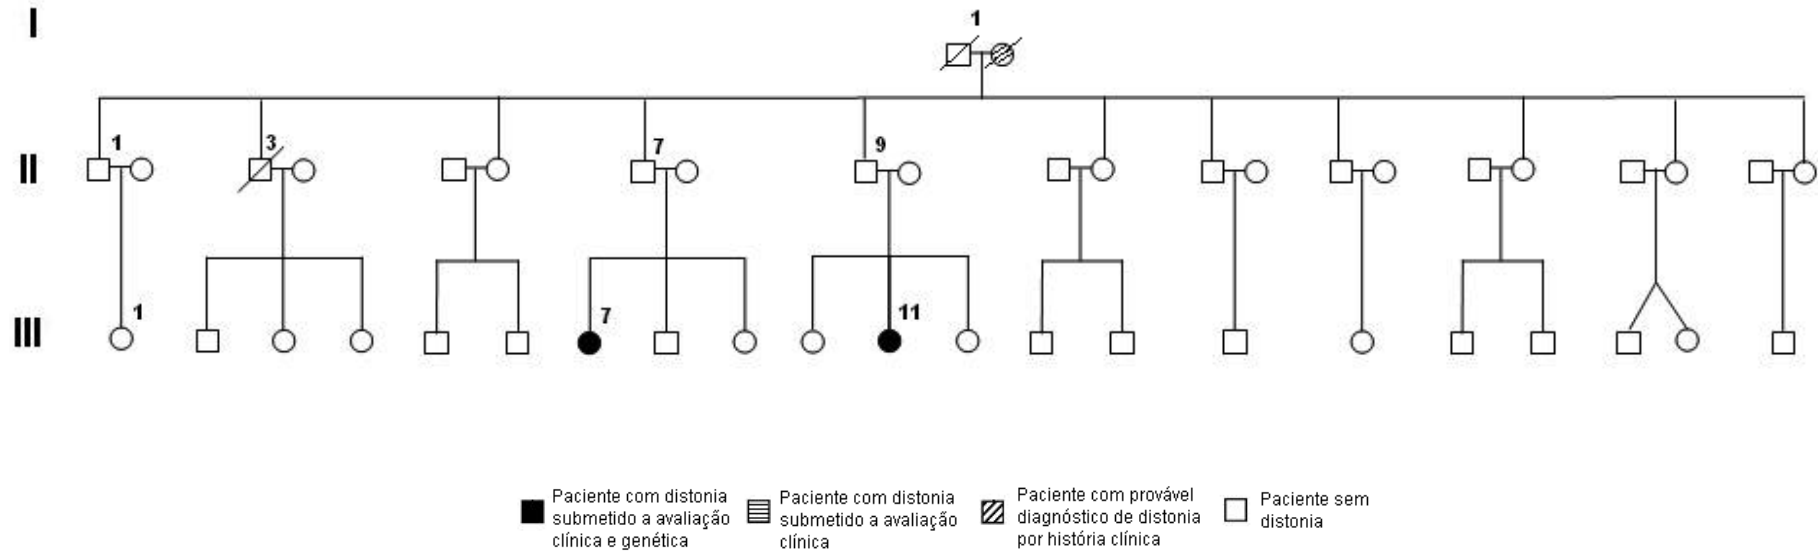 I
1
II
1
3
7
9
III
1
7
11
Paciente com distonia
submetido a avaliação
clínica e genética
Paciente com distonia
submetido a avaliação
clínica
Paciente com provável
diagnóstico de distonia
por história clínica
Paciente sem
distonia